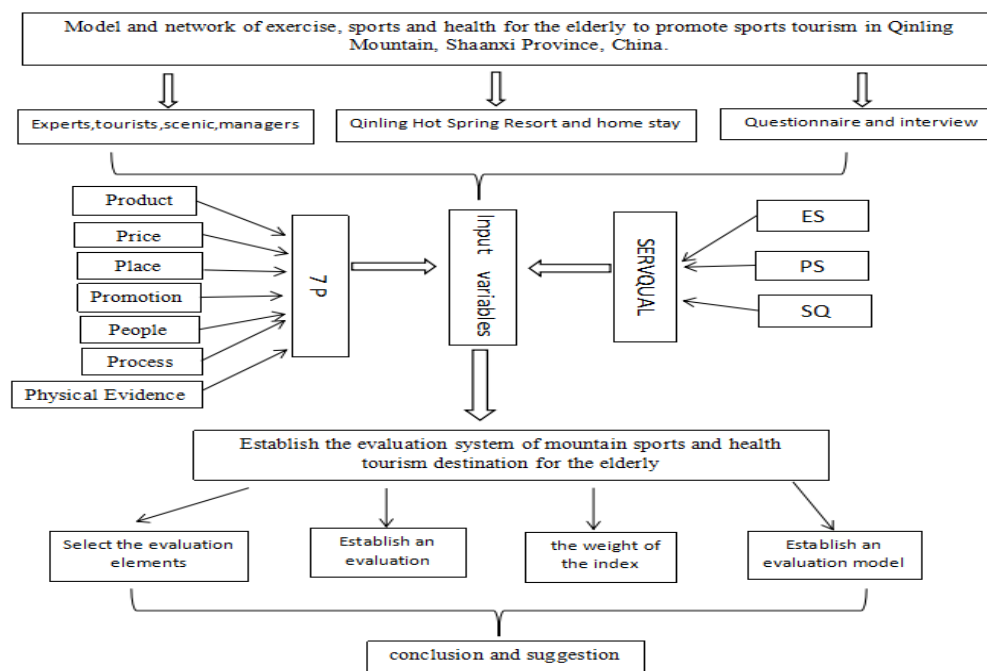 Model and network of exercise, sports and health for the elderly to promote sports tourism in Qinling
Mountain, Shaanxi Province, China.
Experts,tourists,scenic,managers
Qinling Hot Spring Resort and home stay
Questionnaire and interview
Product
Price
Place
Promotion
People
Process
Physical Evidence
7 P
Input variables
SERVQUAL
ES
PS
SQ
Establish the evaluation system of mountain sports and health
tourism destination for the elderly
Select the evaluation
elements
Establish an
evaluation
the weight of
the index
Establish an
evaluation model
conclusion and suggestion